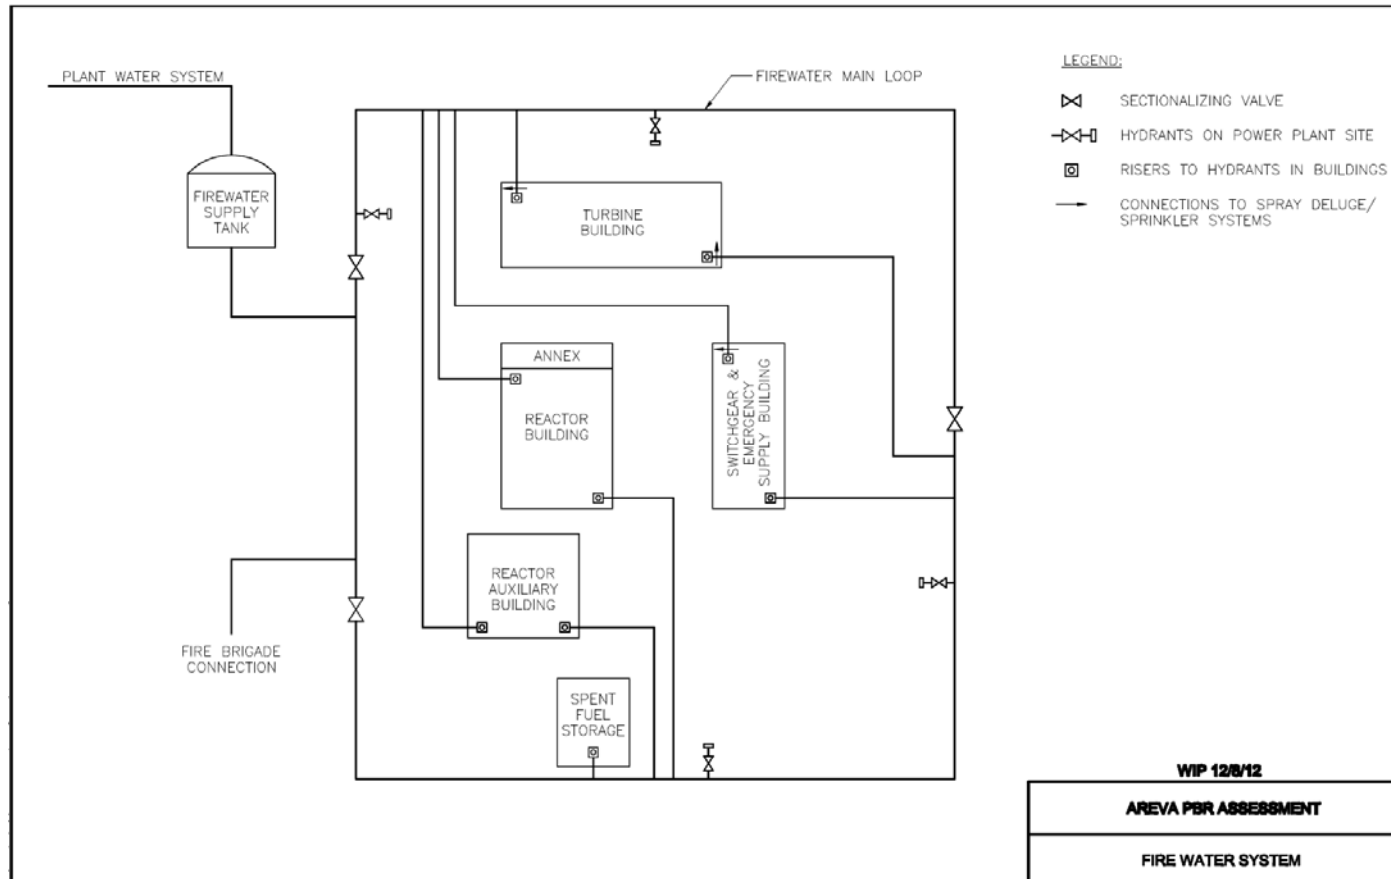 PLANT WATER SYSTEM
FIREWATER MAIN LOOP
LEGEND:
SECTIONALIZING VALVE
HYDRANTS ON POWER PLANT SITE
RISERS TO HYDRANTS IN BUILDINGS
CONNECTIONS TO SPRAY DELUGE/
SPRINKLER SYSTEMS
FIREWATER
SUPPLY
TANK
TURBINE
BUILDING
ANNEX
REACTOR
BUILDING
SWITCHGEAR &
EMERGENCY
SUPPLY BUILDING
REACTOR
AUXILIARY
BUILDING
FIRE BRIGADE
CONNECTION
SPENT
FUEL
STORAGE
WIP 12/8/12
AREVA PBR ASSESSMENT
FIRE WATER SYSTEM